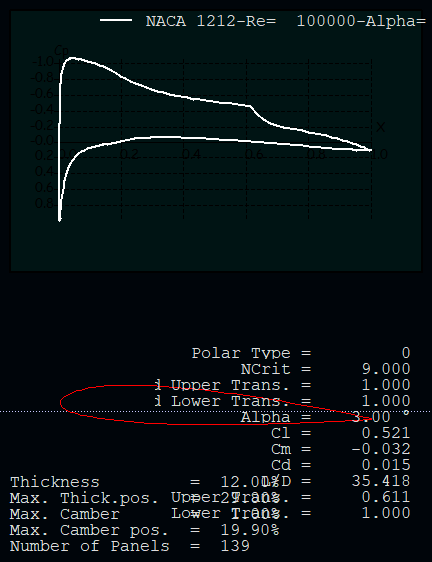 NACA 1212-Re=  100000-Alpha=
Cp
-1.0
-0.8
-0.6
-0.4
-0.2
X
0.0
0.2 0.4 0.6 0.8 1.0
0.2
0.4
0.6
0.8
Polar Type = 0
NCrit = 9.000
Upper Trans. = 1.000
Lower Trans. = 1.000
Alpha = 3.00 °
Cl = 0.521
Cm = -0.032
Cd = 0.015
L/D = 35.418
Upper Trans. = 0.611
Lower Trans. = 1.000
Thickness = 12.00%
Max. Thick.pos. = 29.00%
Max. Camber = 1.00%
Max. Camber pos. = 19.90%
Number of Panels = 139